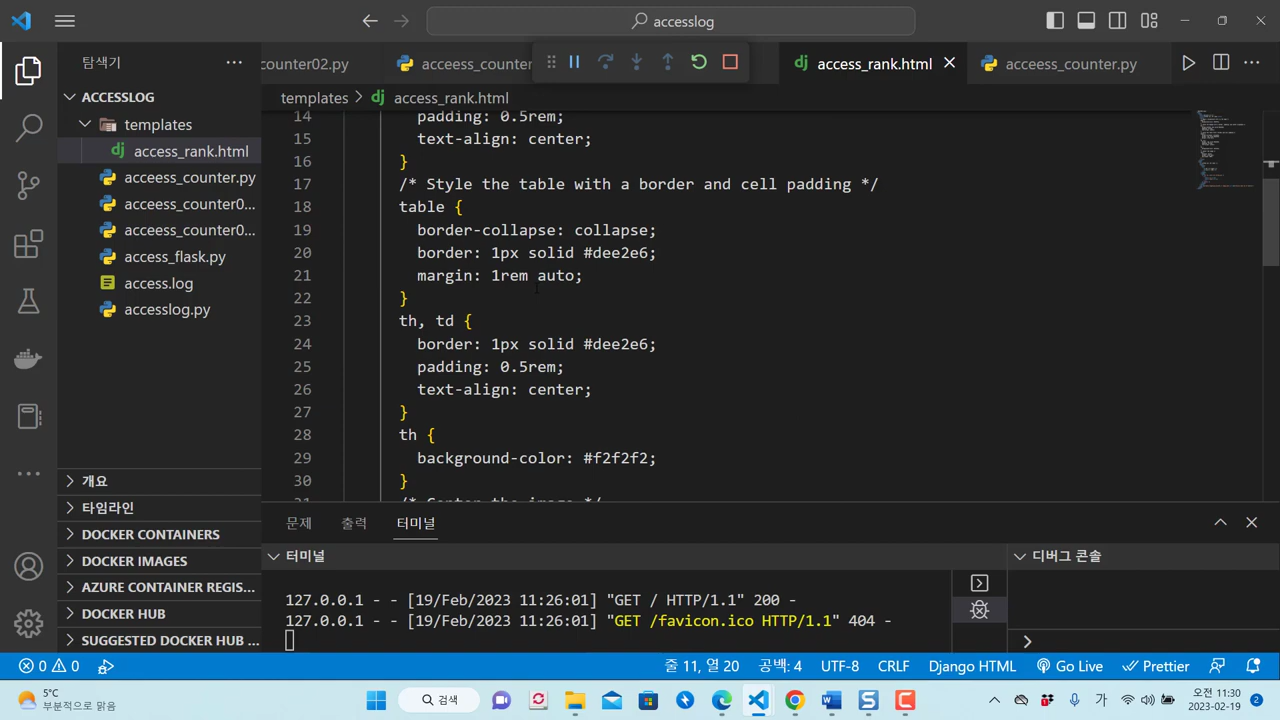 accesslog
탐색기
counter02.py
acceess_counter
access_rank.html
acceess_counter.py
ACCESSLOG
templates
access_rank.html
acceess_counter.py
acceess_counter0...
acceess_counter0...
access_flask.py
access.log
accesslog.py
개요
타임라인
DOCKER CONTAINERS
DOCKER IMAGES
AZURE CONTAINER REGIS...
DOCKER HUB
SUGGESTED DOCKER HUB ...
templates > access_rank.html
14 padding: 0.5rem;
15 text-align: center;
16 }
17 /* Style the table with a border and cell padding */
18 table {
19 border-collapse: collapse;
20 border: 1px solid #dee2e6;
21 margin: 1rem auto;
22 }
23 th, td {
24 border: 1px solid #dee2e6;
25 padding: 0.5rem;
26 text-align: center;
27 }
28 th {
29 background-color: #f2f2f2;
30 }
31 /* Center the image */
문제 출력 터미널
터미널
디버그 콘솔
127.0.0.1 - - [19/Feb/2023 11:26:01] "GET / HTTP/1.1" 200 -
127.0.0.1 - - [19/Feb/2023 11:26:01] "GET /favicon.ico HTTP/1.1" 404 -
0 0 줄 11, 열 20 공백: 4 UTF-8 CRLF Django HTML Go Live Prettier
5°C
부분적으로 맑음
검색
가
오전 11:30
2023-02-19
2